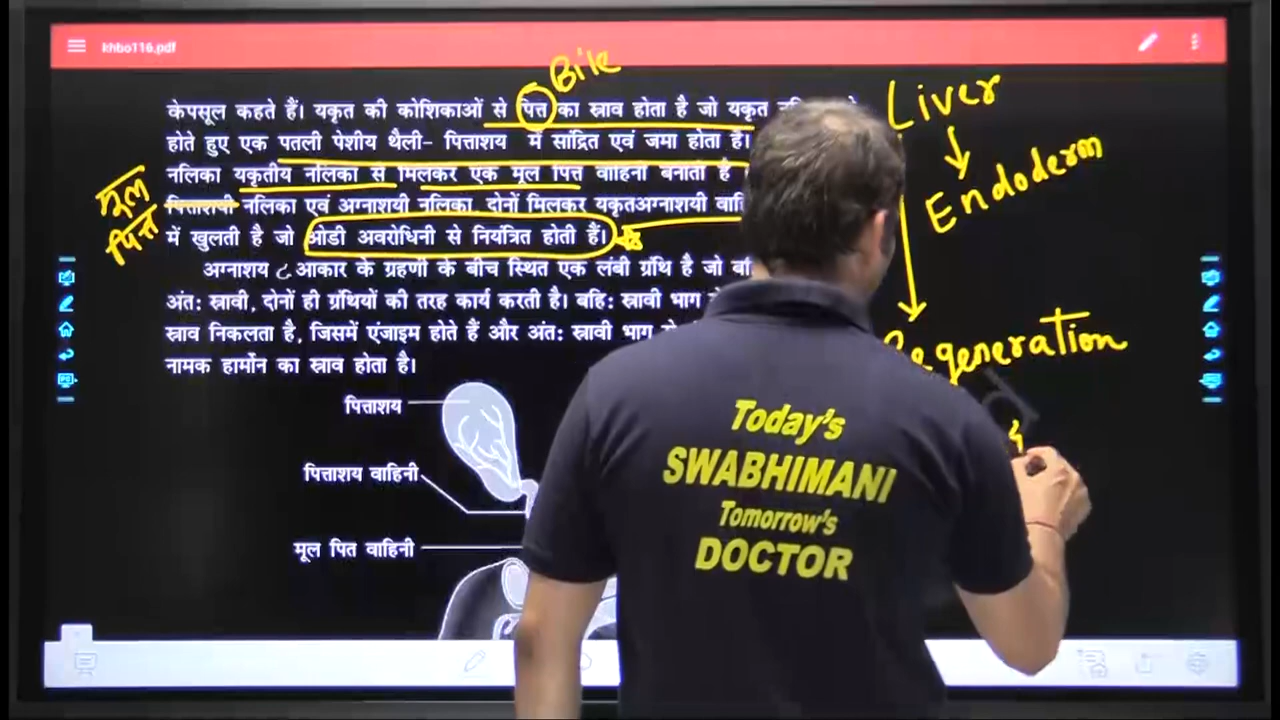 khbo116.pdf
Bile
केपसूल कहते हैं। यकृत की कोशिकाओं से पित्त का स्राव होता है जो यकृत
होते हुए एक पतली पेशीय थैली- पित्ताशय में सांद्रित एवं जमा होता है।
नलिका यकृतीय नलिका से मिलकर एक मूल पित्त वाहिनी बनाती है
मूल पित्त
पित्ताशयी नलिका एवं अग्नाशयी नलिका दोनों मिलकर यकृतअग्नाशयी
में खुलती है जो ओडी अवरोधिनी से नियंत्रित होती हैं।
अग्नाशय C आकार के ग्रहणी के बीच स्थित एक लंबी ग्रंथि है जो
अंत: स्रावी, दोनों ही ग्रंथियों की तरह कार्य करती है। बहि: स्रावी भाग
स्राव निकलता है, जिसमें एंजाइम होते हैं और अंत: स्रावी भाग
नामक हार्मोन का स्राव होता है।
Liver
Endoderm
Regeneration
पित्ताशय
पित्ताशय वाहिनी
मूल पित वाहिनी
Today's
SWABHIMANI
Tomorrow's
DOCTOR